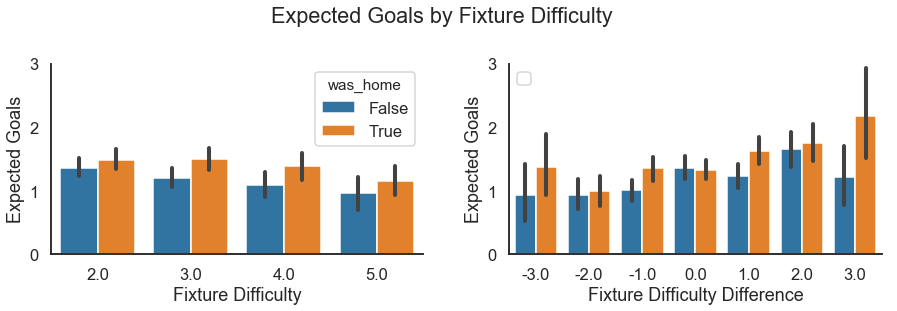 Expected Goals by Fixture Difficulty
Expected Goals
3
2
1
0
was_home
False
True
2.0 3.0 4.0 5.0
Fixture Difficulty
Expected Goals
3
2
1
0
-3.0 -2.0 -1.0 0.0 1.0 2.0 3.0
Fixture Difficulty Difference